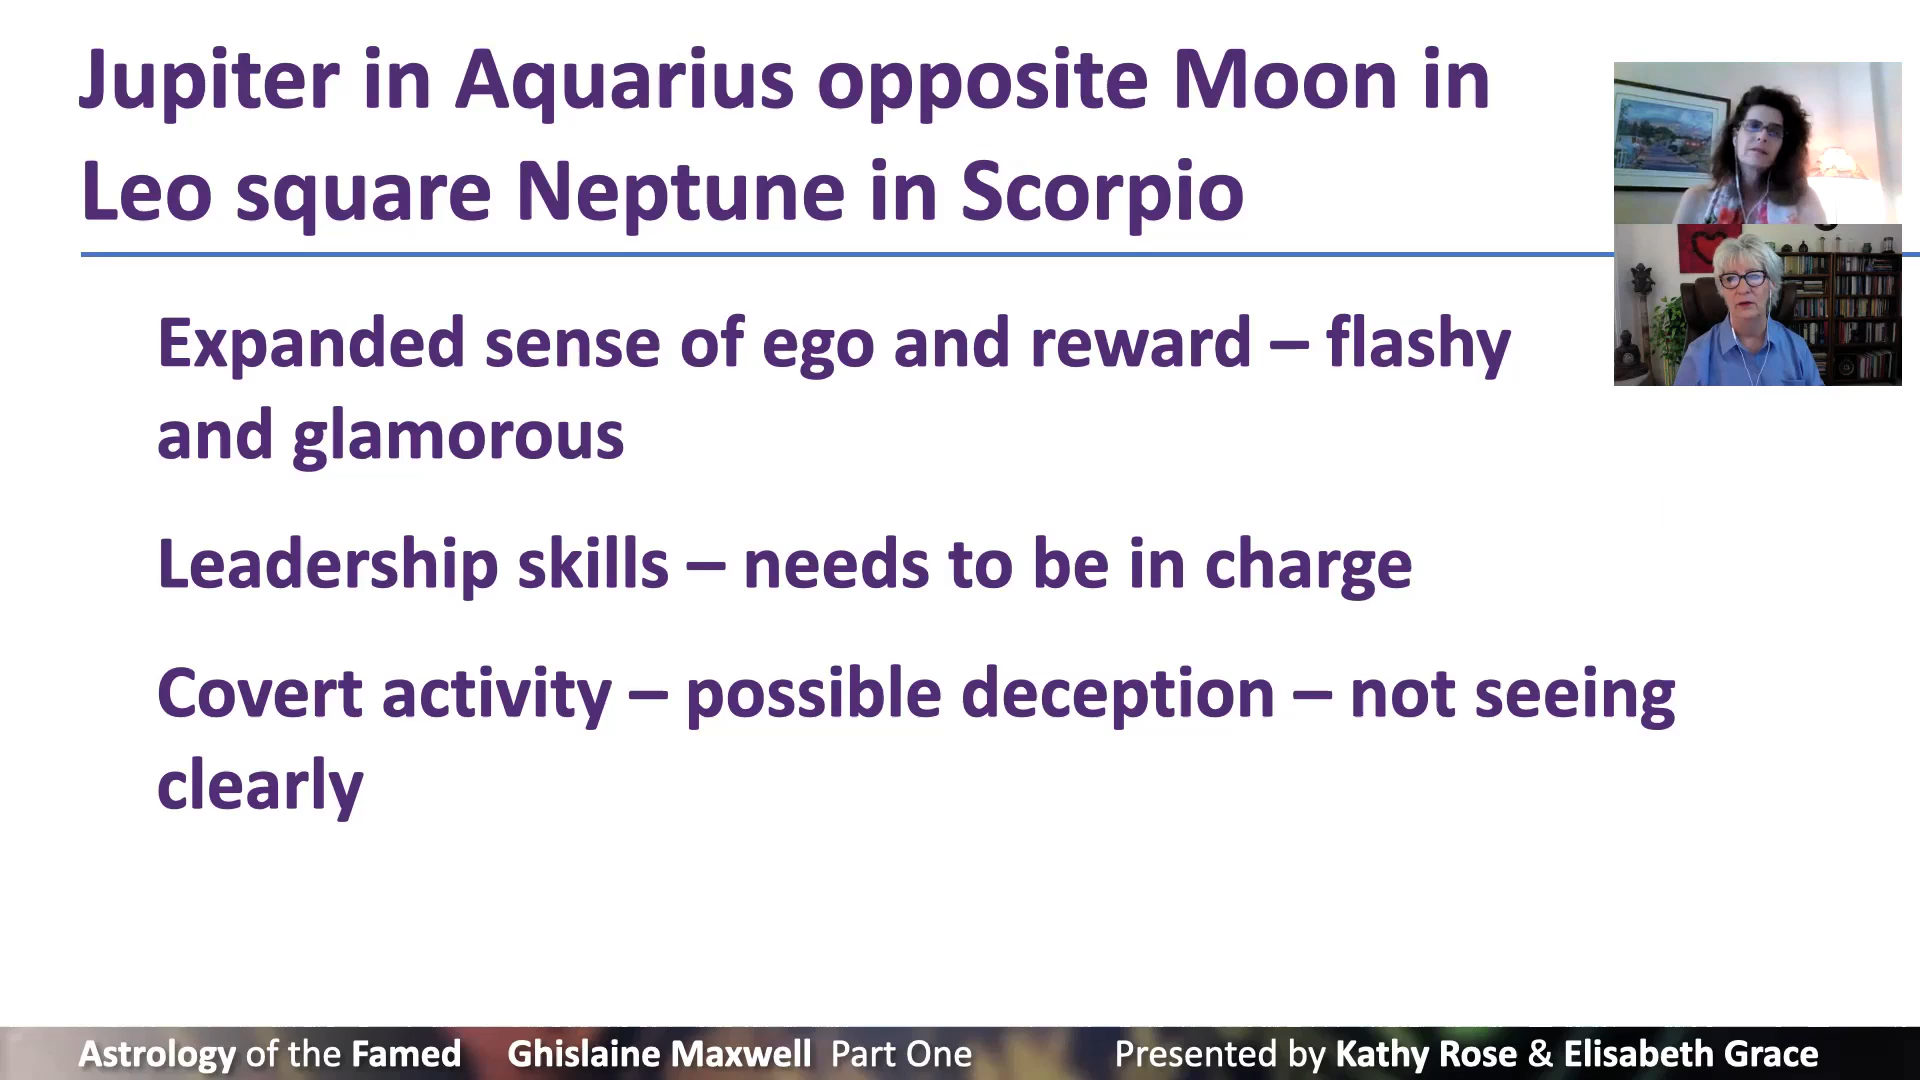 Jupiter in Aquarius opposite Moon in
Leo square Neptune in Scorpio
Expanded sense of ego and reward – flashy
and glamorous
Leadership skills – needs to be in charge
Covert activity – possible deception – not seeing
clearly
Astrology of the Famed Ghislaine Maxwell Part One Presented by Kathy Rose & Elisabeth Grace